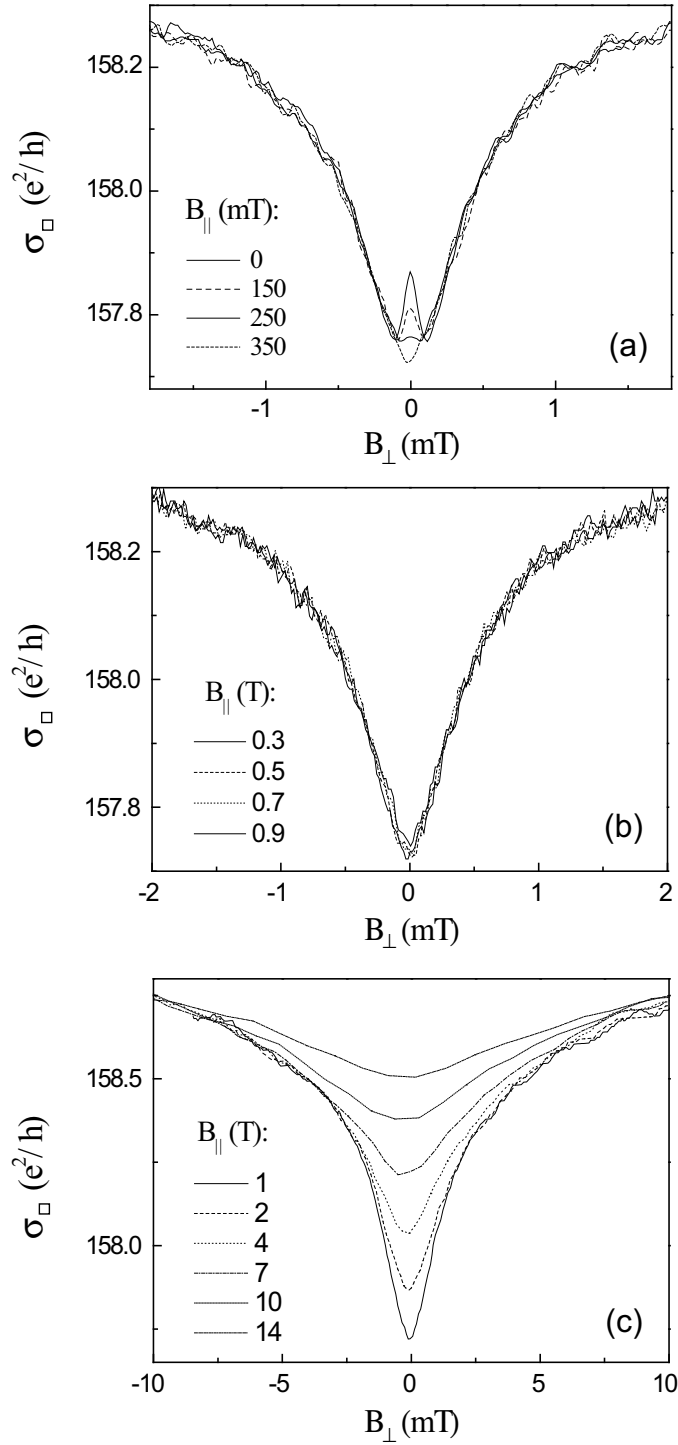 158.2
158.0
157.8
σ□ (e²/h)
B|| (mT):
0
150
250
350
(a)
-1
0
1
B⊥ (mT)
158.2
158.0
157.8
σ□ (e²/h)
B|| (T):
0.3
0.5
0.7
0.9
(b)
-2
-1
0
1
2
B⊥ (mT)
158.5
158.0
σ□ (e²/h)
B|| (T):
1
2
4
7
10
14
(c)
-10
-5
0
5
10
B⊥ (mT)